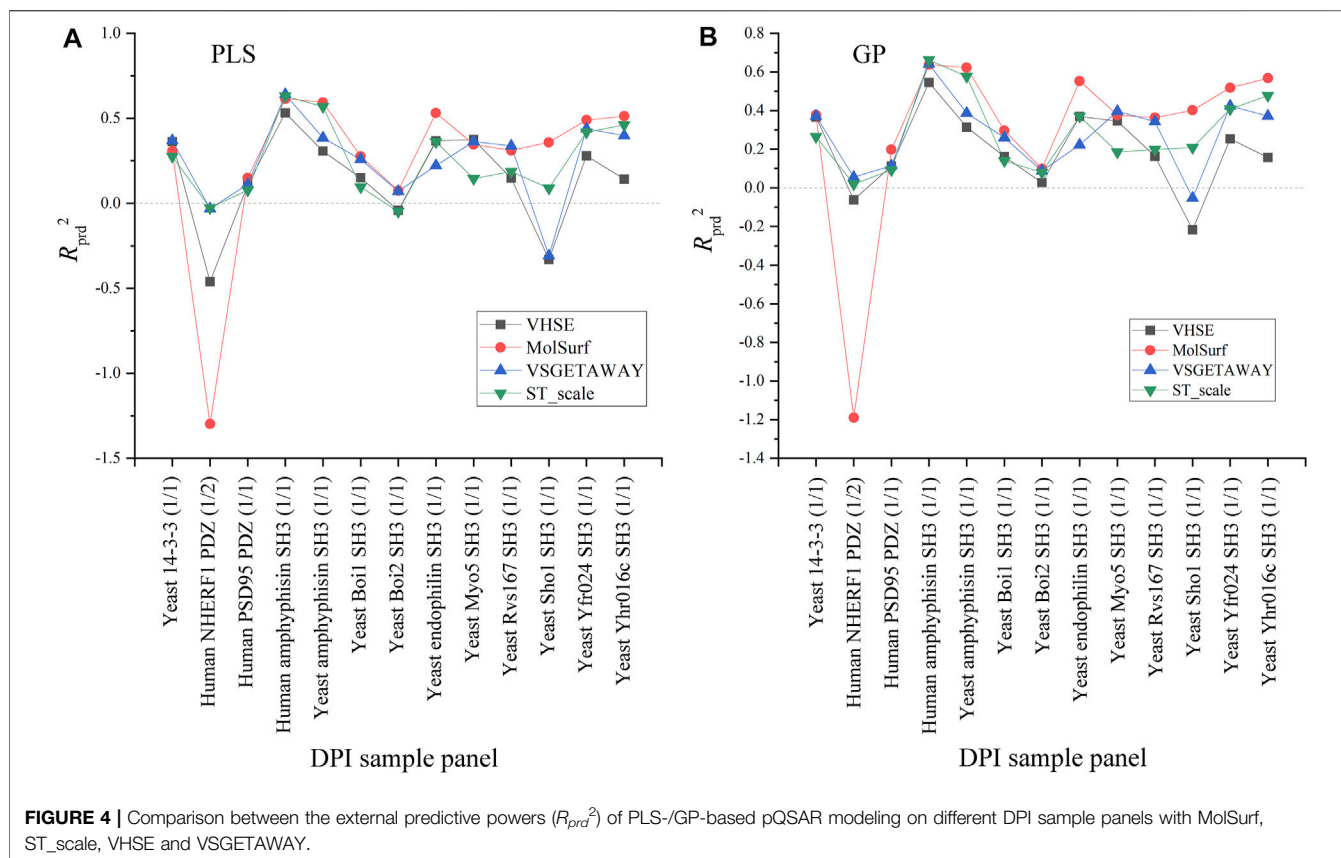 A
PLS
1.0
0.5
0.0
-0.5
-1.0
-1.5
R_prd^2
VHSE
MolSurf
VSGETAWAY
ST_scale
Yeast 14-3-3 (1/1)
Human NHERF1 PDZ (1/2)
Human PSD95 PDZ (1/1)
Human amphyphisin SH3 (1/1)
Yeast amphyphisin SH3 (1/1)
Yeast Boi1 SH3 (1/1)
Yeast Boi2 SH3 (1/1)
Yeast endophilin SH3 (1/1)
Yeast Myo5 SH3 (1/1)
Yeast Rvs167 SH3 (1/1)
Yeast Sho1 SH3 (1/1)
Yeast Yfr024 SH3 (1/1)
Yeast Yhr016c SH3 (1/1)
DPI sample panel
B
GP
0.8
0.6
0.4
0.2
0.0
-0.2
-0.4
-0.6
-0.8
-1.0
-1.2
-1.4
R_prd^2
VHSE
MolSurf
VSGETAWAY
ST_scale
Yeast 14-3-3 (1/1)
Human NHERF1 PDZ (1/2)
Human PSD95 PDZ (1/1)
Human amphyphisin SH3 (1/1)
Yeast amphyphisin SH3 (1/1)
Yeast Boi1 SH3 (1/1)
Yeast Boi2 SH3 (1/1)
Yeast endophilin SH3 (1/1)
Yeast Myo5 SH3 (1/1)
Yeast Rvs167 SH3 (1/1)
Yeast Sho1 SH3 (1/1)
Yeast Yfr024 SH3 (1/1)
Yeast Yhr016c SH3 (1/1)
DPI sample panel
FIGURE 4 | Comparison between the external predictive powers (R_prd^2) of PLS-/GP-based pQSAR modeling on different DPI sample panels with MolSurf,
ST_scale, VHSE and VSGETAWAY.